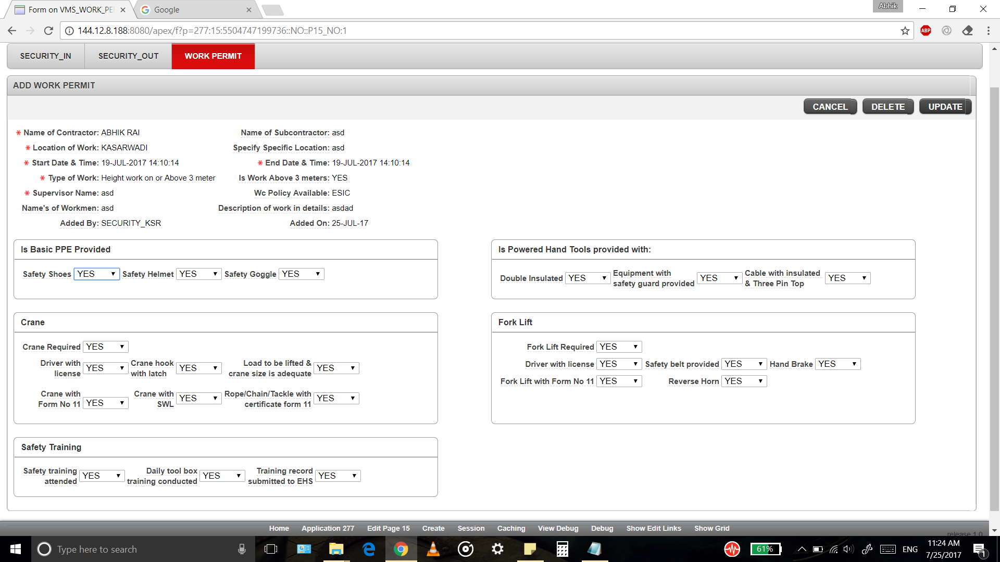 Form on VMS_WORK_PE
Google
Abhik
144.12.8.188:8080/apex/f?p=277:15:5504747199736::NO::P15_NO:1
ABP
SECURITY_IN SECURITY_OUT WORK PERMIT
ADD WORK PERMIT
CANCEL DELETE UPDATE
* Name of Contractor: ABHIK RAI Name of Subcontractor: asd
* Location of Work: KASARWADI Specify Specific Location: asd
* Start Date & Time: 19-JUL-2017 14:10:14 * End Date & Time: 19-JUL-2017 14:10:14
* Type of Work: Height work on or Above 3 meter Is Work Above 3 meters: YES
* Supervisor Name: asd Wc Policy Available: ESIC
Name's of Workmen: asd Description of work in details: asdad
Added By: SECURITY_KSR Added On: 25-JUL-17
Is Basic PPE Provided
Safety Shoes YES Safety Helmet YES Safety Goggle YES
Is Powered Hand Tools provided with:
Double Insulated YES Equipment with safety guard provided YES Cable with insulated & Three Pin Top YES
Crane
Crane Required YES
Driver with license YES Crane hook with latch YES Load to be lifted & crane size is adequate YES
Crane with Form No 11 YES Crane with SWL YES Rope/Chain/Tackle with certificate form 11 YES
Fork Lift
Fork Lift Required YES
Driver with license YES Safety belt provided YES Hand Brake YES
Fork Lift with Form No 11 YES Reverse Horn YES
Safety Training
Safety training attended YES Daily tool box training conducted YES Training record submitted to EHS YES
Home Application 277 Edit Page 15 Create Session Caching View Debug Debug Show Edit Links Show Grid
release 1.0
Type here to search
61%
ENG
11:24 AM
7/25/2017
1